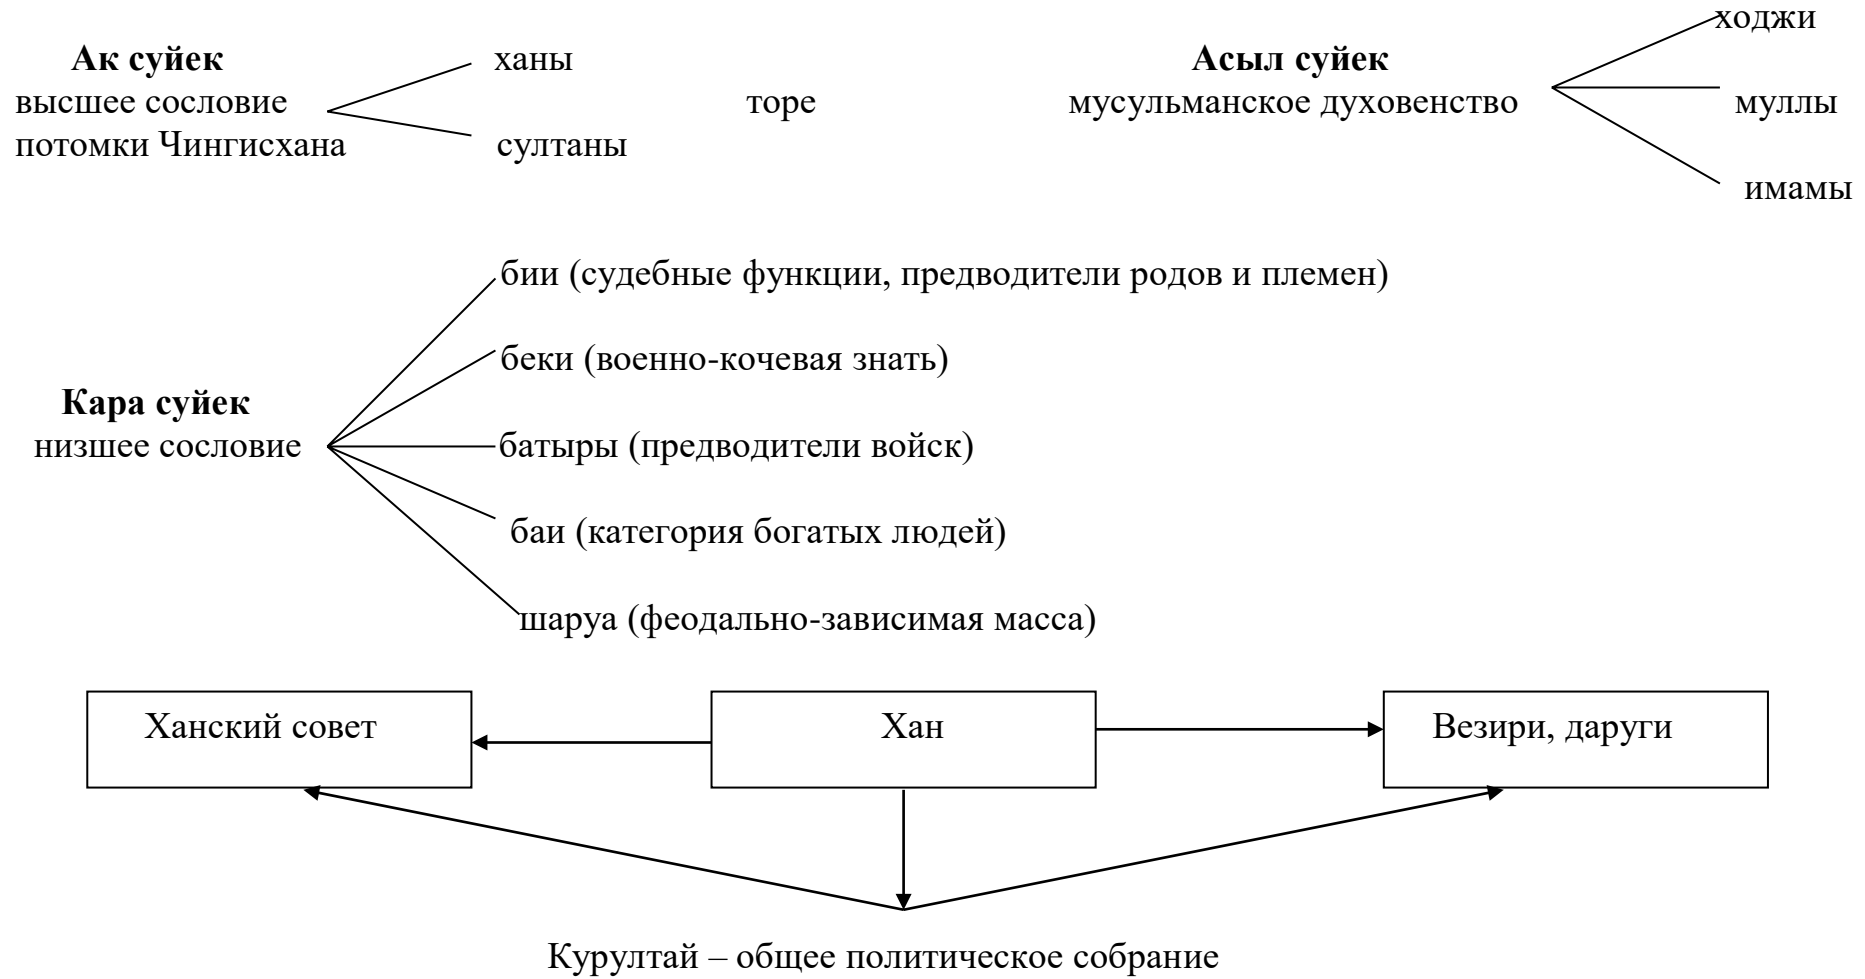 Ак суйек
высшее сословие
потомки Чингисхана
ханы
султаны
торе
Асыл суйек
мусульманское духовенство
ходжи
муллы
имамы
Кара суйек
низшее сословие
бии (судебные функции, предводители родов и племен)
беки (военно-кочевая знать)
батыры (предводители войск)
баи (категория богатых людей)
шаруа (феодально-зависимая масса)
Ханский совет
Хан
Везири, даруги
Курултай – общее политическое собрание